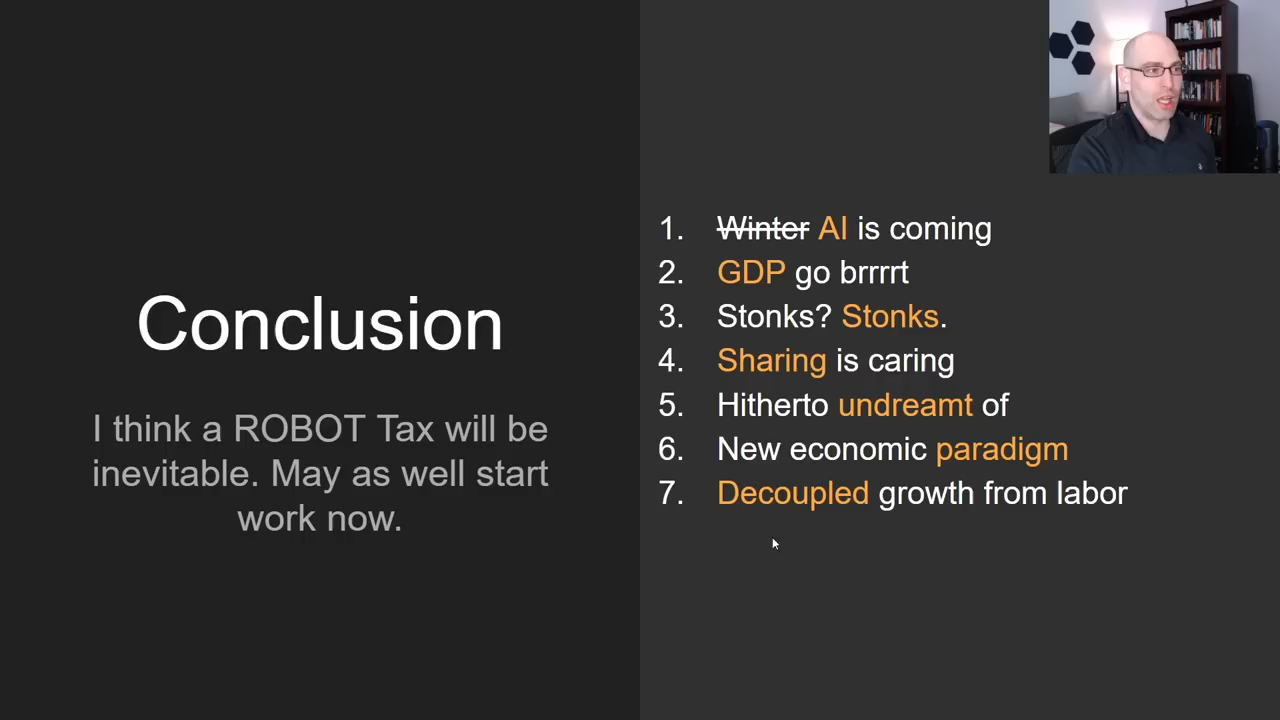 Conclusion
I think a ROBOT Tax will be
inevitable. May as well start
work now.
1. Winter AI is coming
2. GDP go brrrrt
3. Stonks? Stonks.
4. Sharing is caring
5. Hitherto undreamt of
6. New economic paradigm
7. Decoupled growth from labor